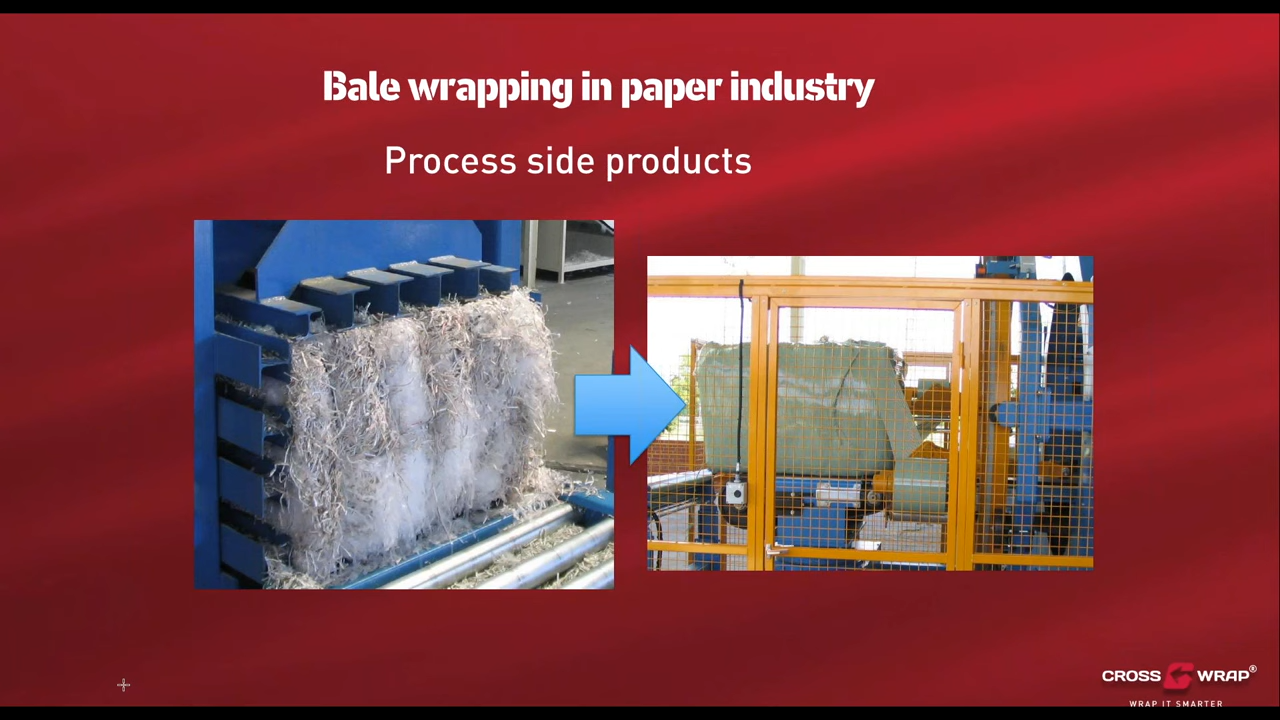 Bale wrapping in paper industry
Process side products
CROSS WRAP®
WRAP IT SMARTER